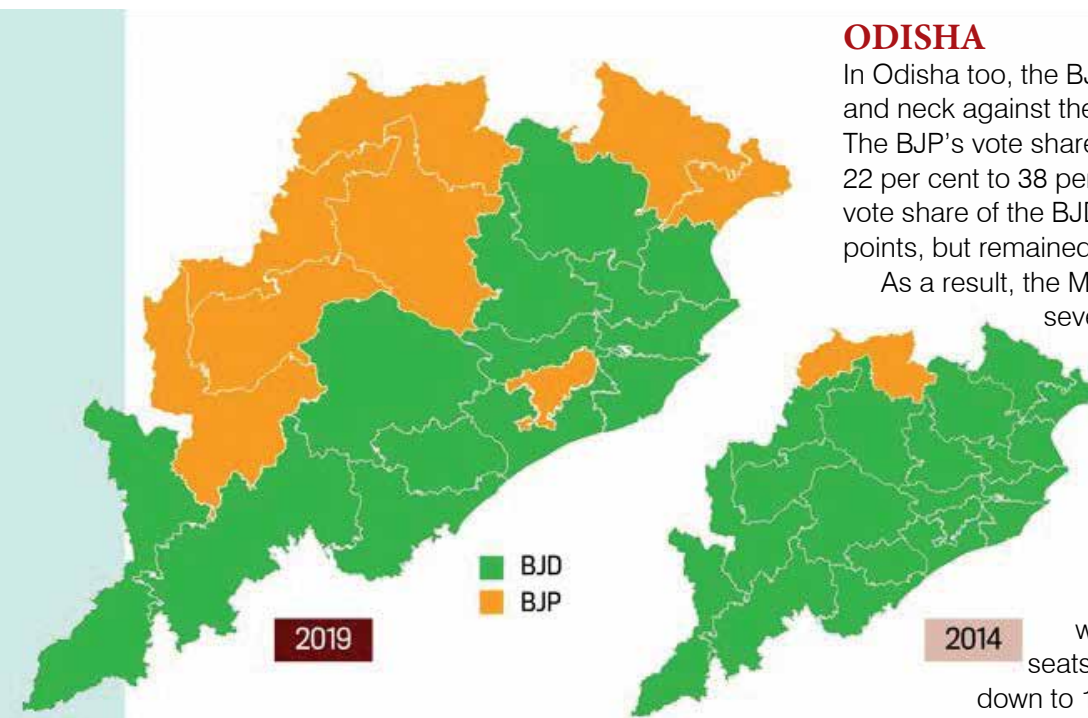 ODISHA
In Odisha too, the BJ
and neck against the
The BJP's vote share
22 per cent to 38 per
vote share of the BJD
points, but remained
As a result, the M
seve
w
seats
down to 1
BJD
BJP
2019
2014